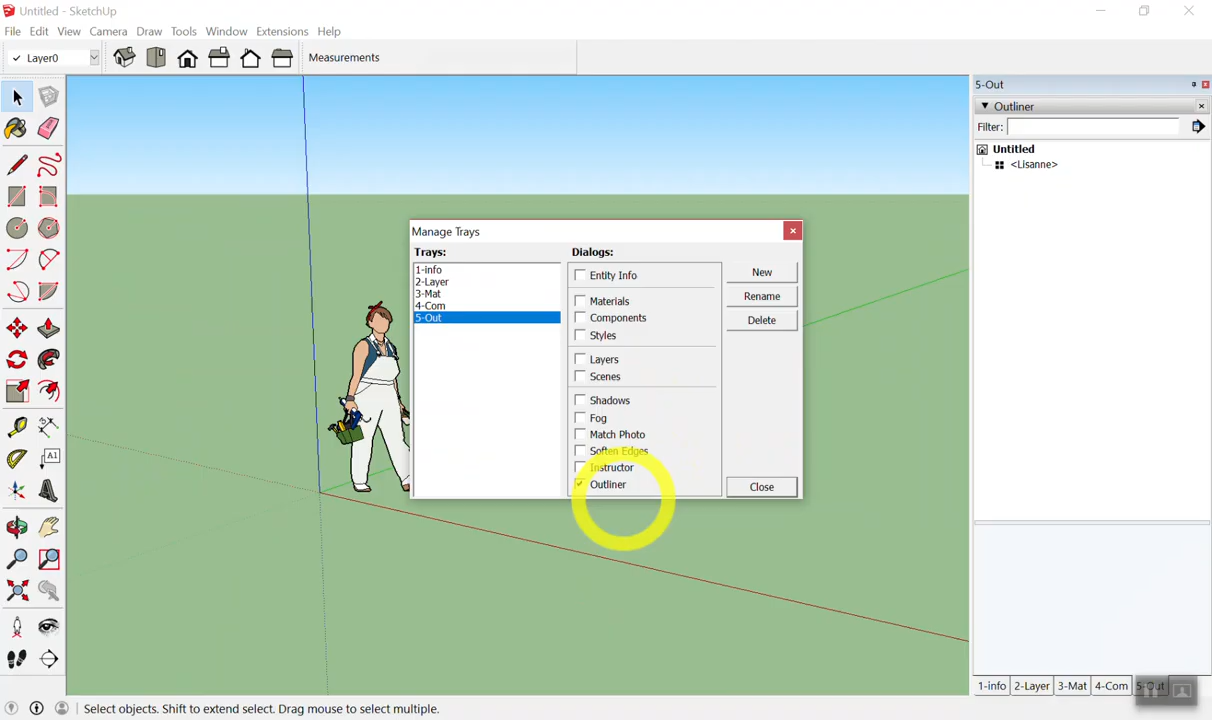 Untitled - SketchUp
File Edit View Camera Draw Tools Window Extensions Help
Layer0
Measurements
5-Out
Outliner
Filter:
Untitled
<Lisanne>
Manage Trays
Trays:
1-info
2-Layer
3-Mat
4-Com
5-Out
Dialogs:
Entity Info
Materials
Components
Styles
Layers
Scenes
Shadows
Fog
Match Photo
Soften Edges
Instructor
Outliner
New
Rename
Delete
Close
A1
1-info 2-Layer 3-Mat 4-Com 5-Out
Select objects. Shift to extend select. Drag mouse to select multiple.